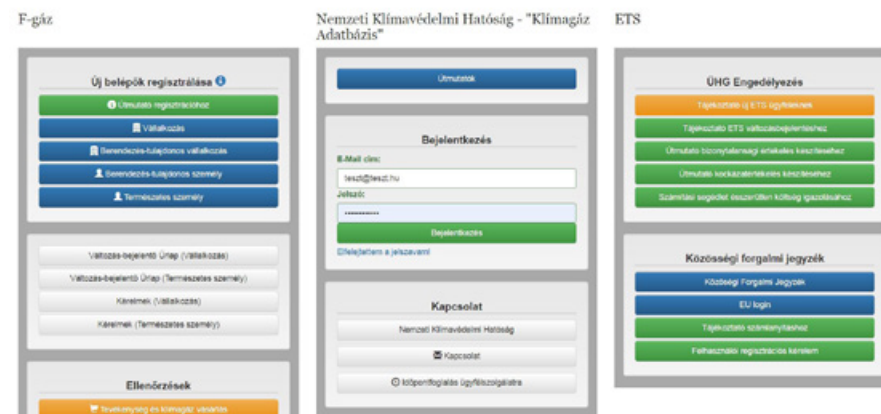 F-gáz
Új belépők regisztrálása
Útmutató regisztrációhoz
Vállalkozás
Berendezés-tulajdonos vállalkozás
Berendezés-tulajdonos személy
Természetes személy
Változás-bejelentő Űrlap (Vállalkozás)
Változás-bejelentő Űrlap (Természetes személy)
Kérelmek (Vállalkozás)
Kérelmek (Természetes személy)
Ellenőrzések
Tevékenység és klímagáz vásárlás
Nemzeti Klímavédelmi Hatóság - "Klímagáz
Adatbázis"
Útmutatók
Bejelentkezés
E-Mail cím:
teszt@teszt.hu
Jelszó:
Bejelentkezés
Elfelejtettem a jelszavam!
Kapcsolat
Nemzeti Klímavédelmi Hatóság
Kapcsolat
Időpontfoglalás ügyfélszolgálatra
ETS
ÜHG Engedélyezés
Tájékoztató új ETS ügyfeleknek
Tájékoztató ETS változásbejelentéshez
Útmutató bizonytalansági értékelés készítéséhez
Útmutató kockázatértékelés készítéséhez
Számítási segédlet ésszerűtlen költség igazolásához
Közösségi forgalmi jegyzék
Közösségi Forgalmi Jegyzék
EU login
Tájékoztató számlanyitáshoz
Felhasználói regisztrációs kérelem